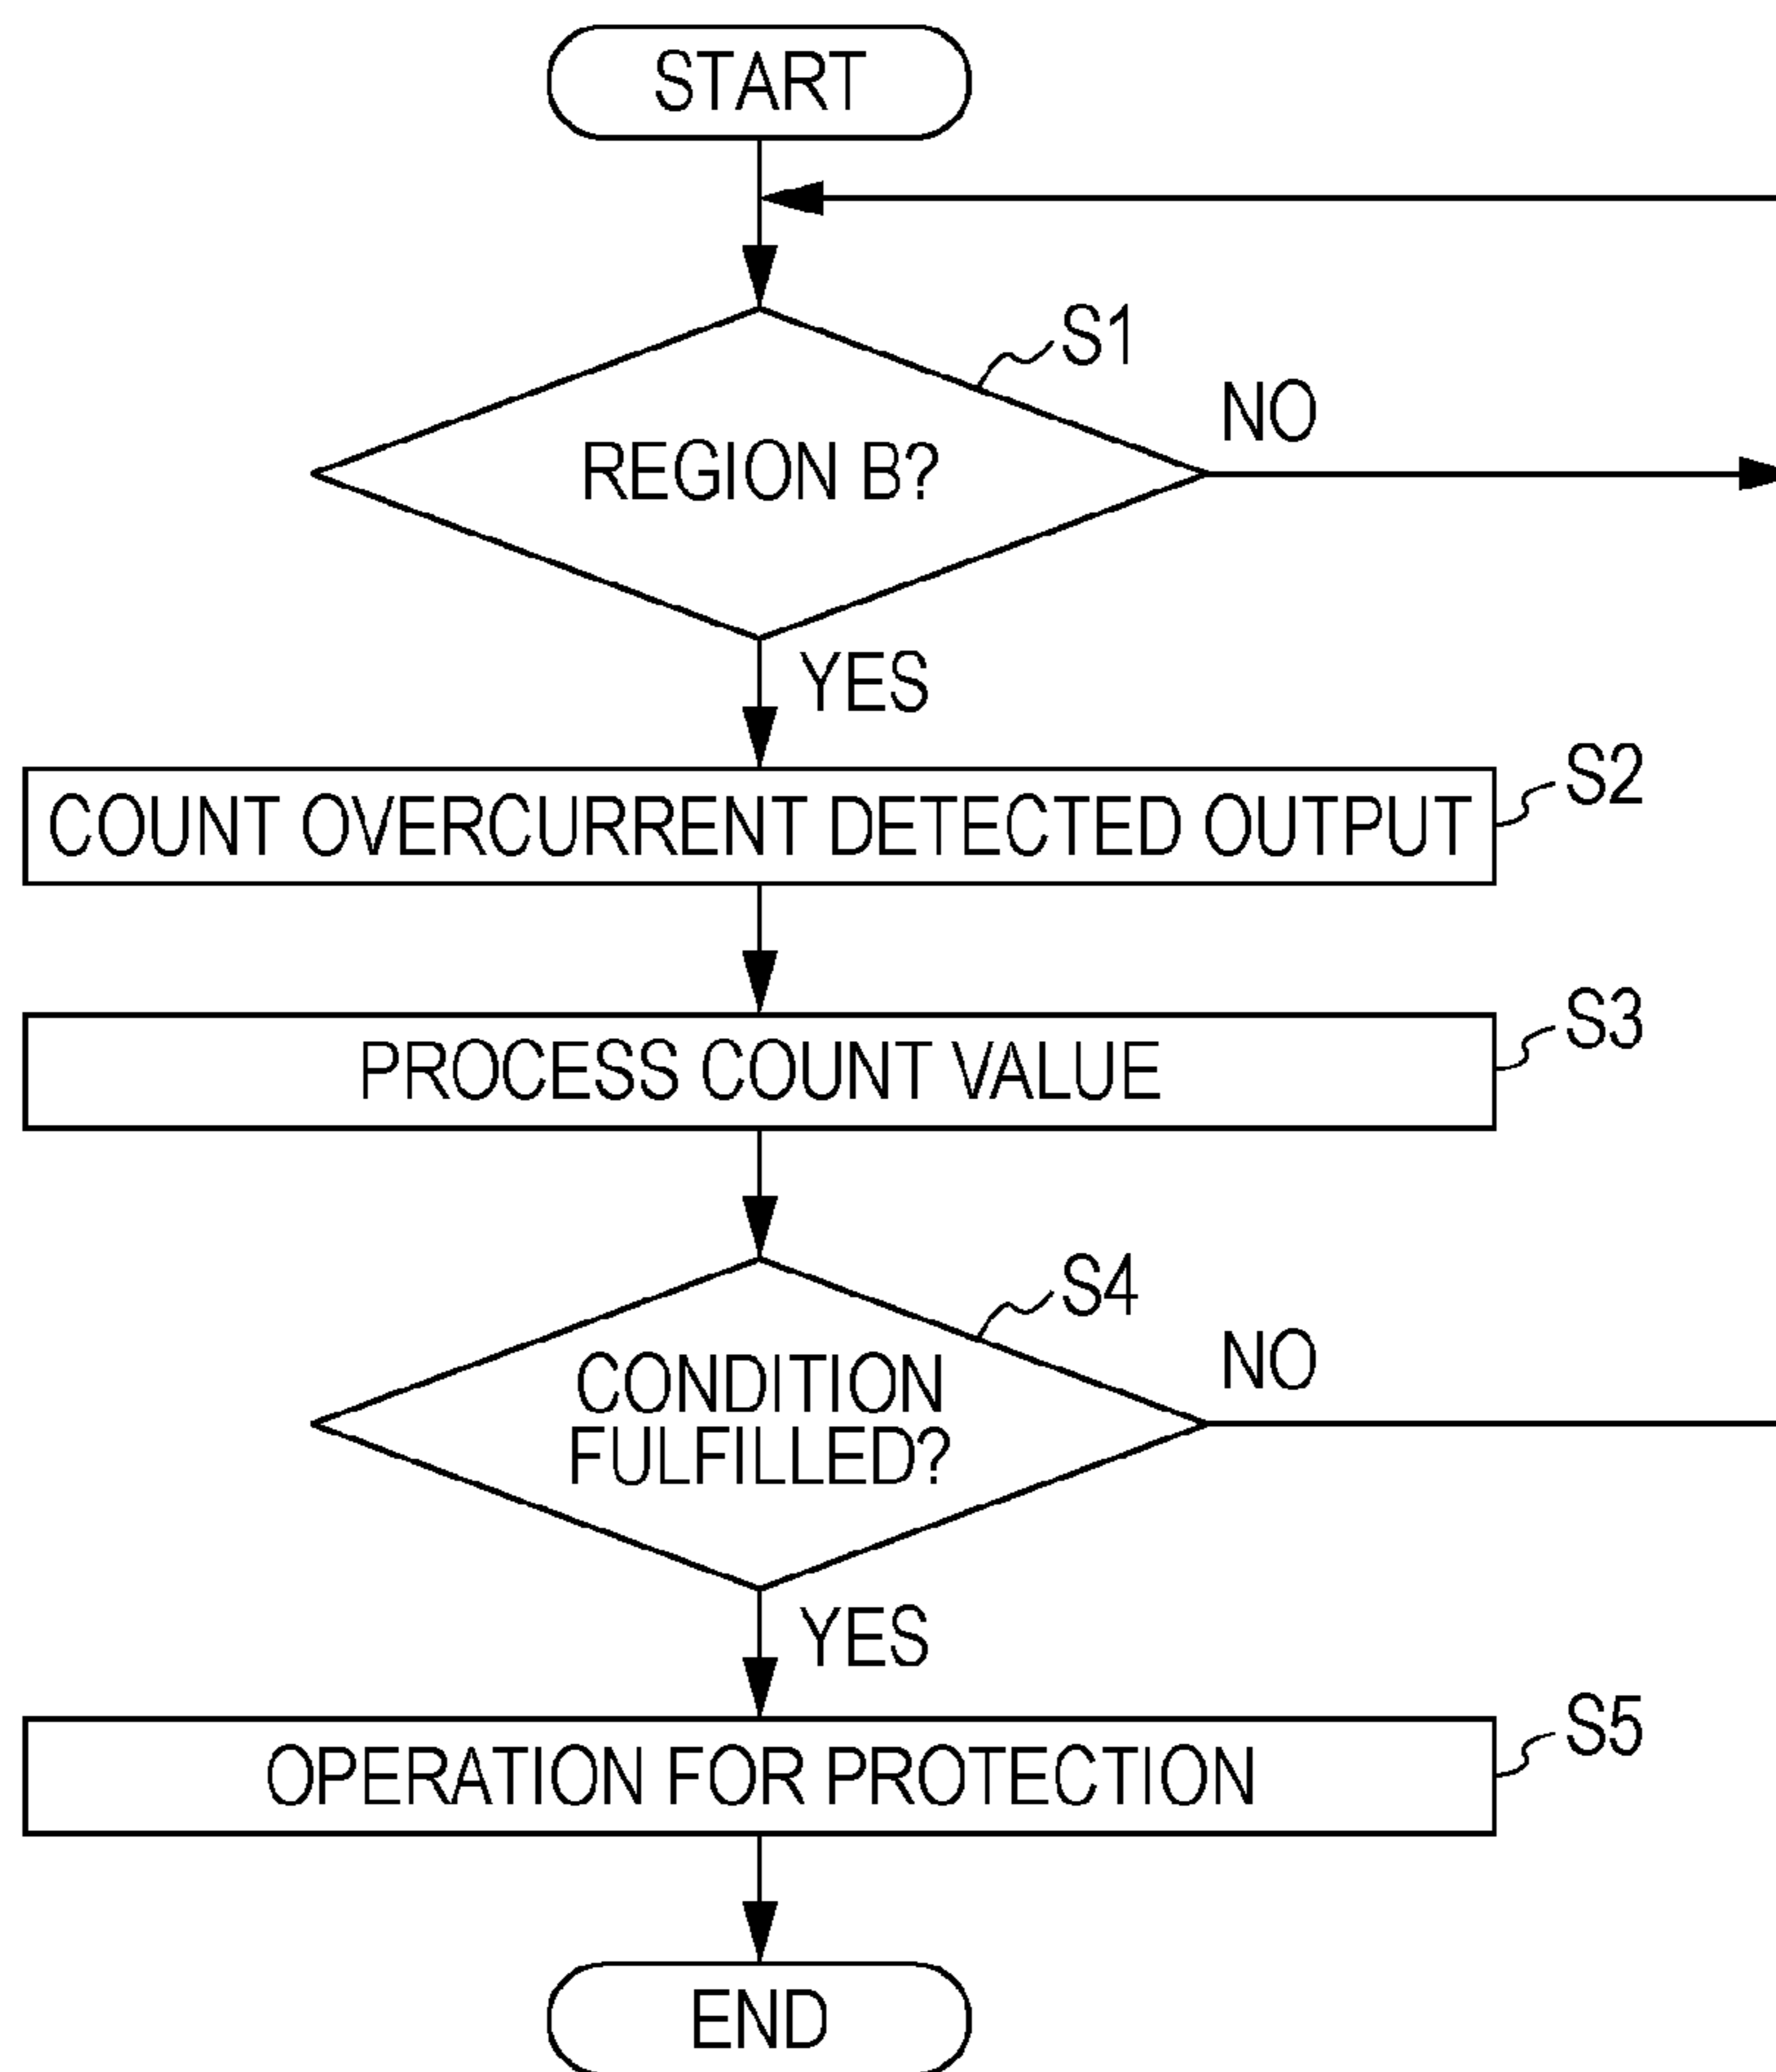 START
S1
NO
REGION B?
YES
S2
COUNT OVERCURRENT DETECTED OUTPUT
S3
PROCESS COUNT VALUE
S4
NO
CONDITION
FULFILLED?
YES
S5
OPERATION FOR PROTECTION
END